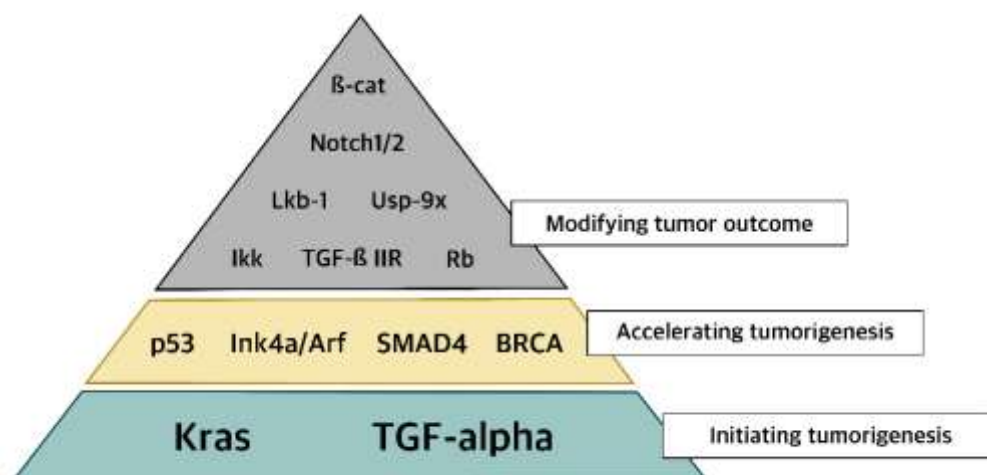 ß-cat
Notch1/2
Lkb-1 Usp-9x
Modifying tumor outcome
Ikk TGF-ß IIR Rb
p53 Ink4a/Arf SMAD4 BRCA
Accelerating tumorigenesis
Kras TGF-alpha
Initiating tumorigenesis